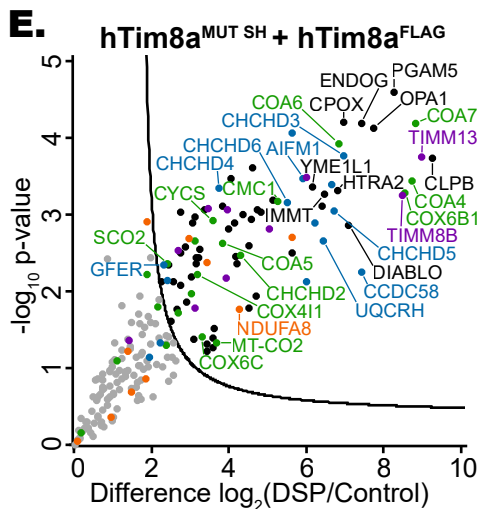 E.
hTim8a^MUT SH + hTim8a^FLAG
5
PGAM5
ENDOG
OPA1
COA6
CPOX
COA7
CHCHD3
4
TIMM13
CHCHD6
AIFM1
CHCHD4
YME1L1
HTRA2
CLPB
CYCS
CMC1
COA4
3
IMMT
COX6B1
TIMM8B
SCO2
CHCHD5
GFER
COA5
DIABLO
2
CHCHD2
CCDC58
COX4I1
UQCRH
NDUFA8
MT-CO2
COX6C
1
0
-log₁₀ p-value
0 2 4 6 8 10
Difference log₂(DSP/Control)